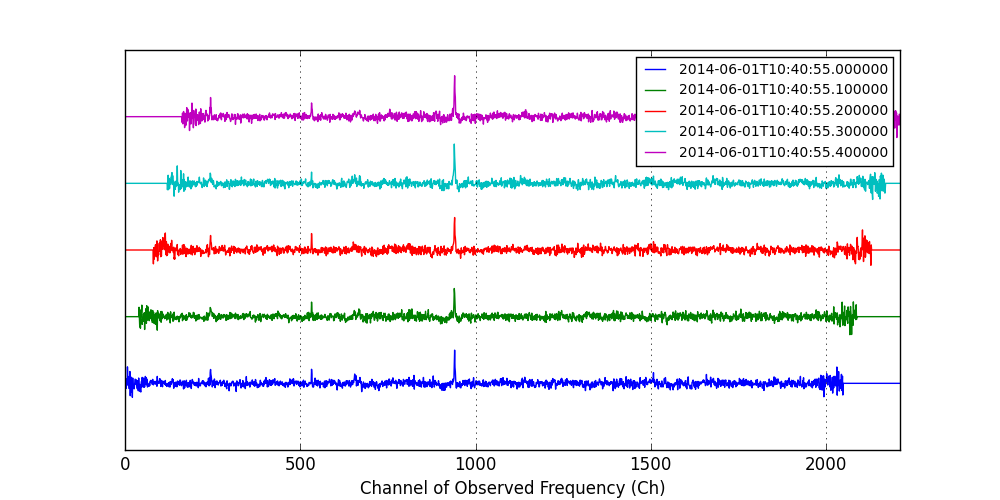 2014-06-01T10:40:55.000000
2014-06-01T10:40:55.100000
2014-06-01T10:40:55.200000
2014-06-01T10:40:55.300000
2014-06-01T10:40:55.400000
0 500 1000 1500 2000
Channel of Observed Frequency (Ch)